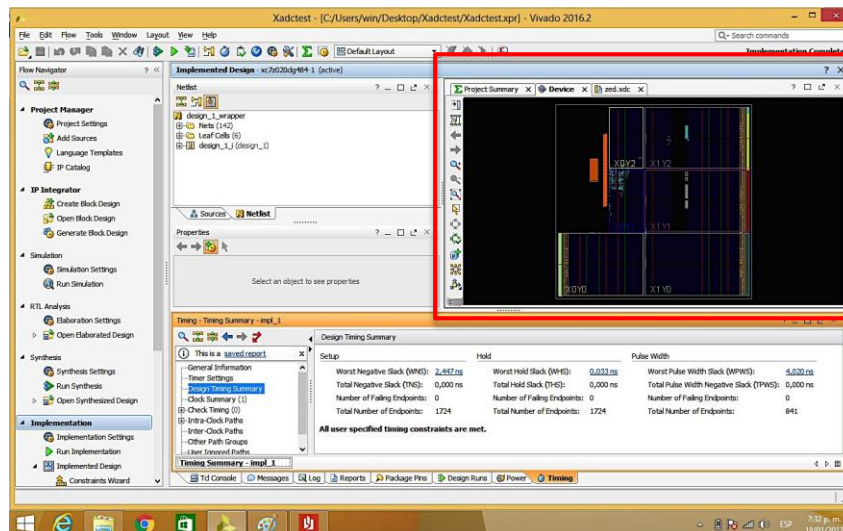 Xadctest - [C:/Users/win/Desktop/Xadctest/Xadctest.xpr] - Vivado 2016.2
File Edit Flow Tools Window Layout View Help
Search commands
Default Layout
Implementation Complete
Flow Navigator
Project Manager
Project Settings
Add Sources
Language Templates
IP Catalog
IP Integrator
Create Block Design
Open Block Design
Generate Block Design
Simulation
Simulation Settings
Run Simulation
RTL Analysis
Elaboration Settings
Open Elaborated Design
Synthesis
Synthesis Settings
Run Synthesis
Open Synthesized Design
Implementation
Implementation Settings
Run Implementation
Implemented Design
Constraints Wizard
Implemented Design - xc7z020clg484-1 (active)
Netlist
design_1_wrapper
Nets (142)
Leaf Cells (6)
design_1_i (design_1)
Sources Netlist
Properties
Select an object to see properties
Project Summary Device zed.xdc
X0Y2 X1Y2
X1Y1
X0Y0 X1Y0
Timing - Timing Summary - impl_1
This is a saved report
General Information
Timer Settings
Design Timing Summary
Clock Summary (1)
Check Timing (0)
Intra-Clock Paths
Inter-Clock Paths
Other Path Groups
User Ignored Paths
Timing Summary - impl_1
Design Timing Summary
Setup Hold Pulse Width
Worst Negative Slack (WNS): 2,447 ns Worst Hold Slack (WHS): 0,033 ns Worst Pulse Width Slack (WPWS): 4,020 ns
Total Negative Slack (TNS): 0,000 ns Total Hold Slack (THS): 0,000 ns Total Pulse Width Negative Slack (TPWS): 0,000 ns
Number of Failing Endpoints: 0 Number of Failing Endpoints: 0 Number of Failing Endpoints: 0
Total Number of Endpoints: 1724 Total Number of Endpoints: 1724 Total Number of Endpoints: 841
All user specified timing constraints are met.
Tcl Console Messages Log Reports Package Pins Design Runs Power Timing
ESP 7:32 p. m.